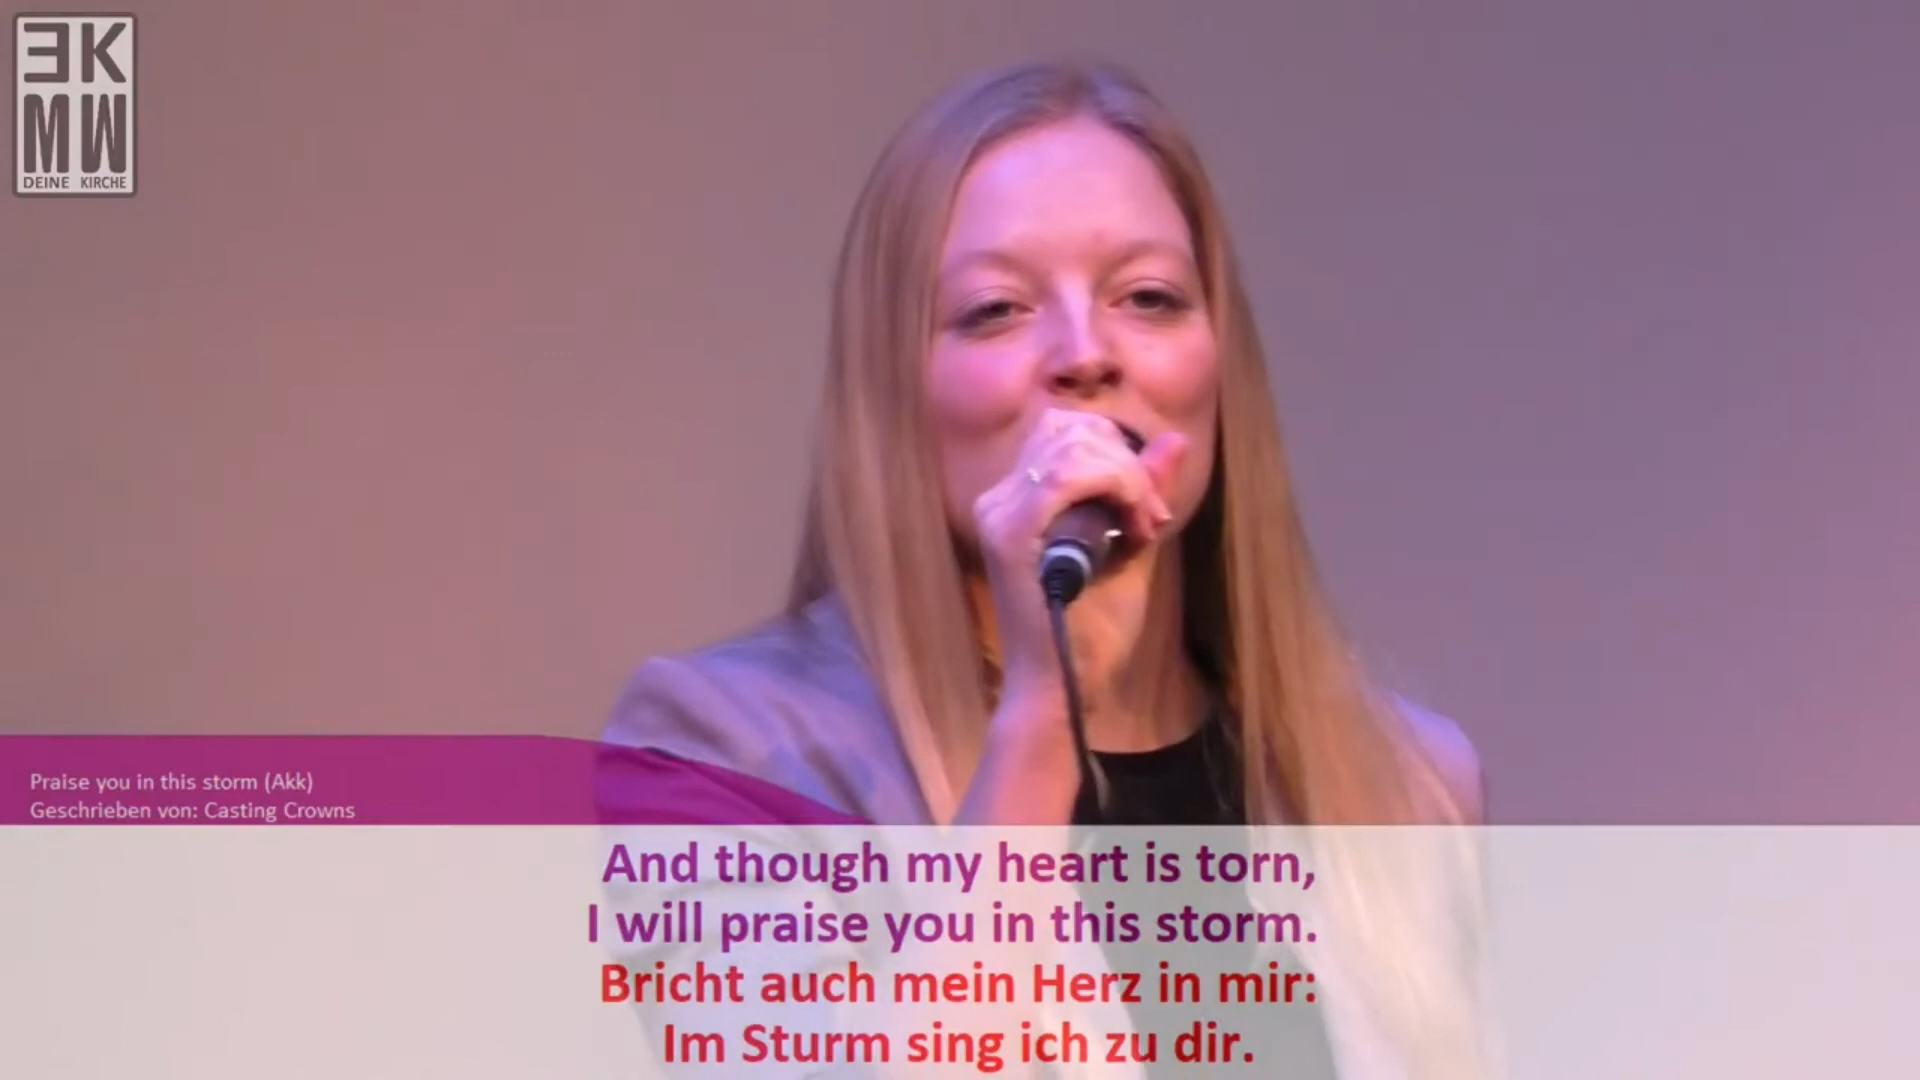 EK
MW
DEINE KIRCHE
Praise you in this storm (Akk)
Geschrieben von: Casting Crowns
And though my heart is torn,
I will praise you in this storm.
Bricht auch mein Herz in mir:
Im Sturm sing ich zu dir.